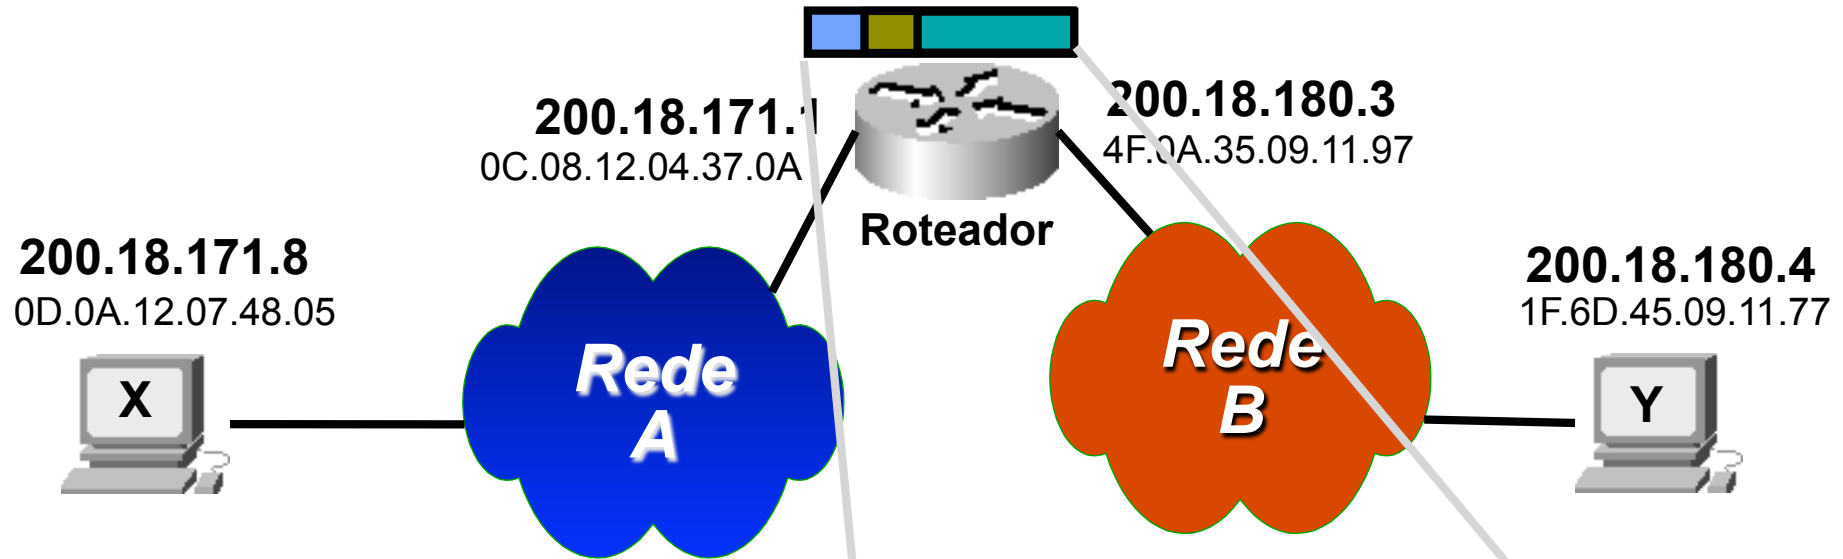 200.18.171.1
0C.08.12.04.37.0A
200.18.180.3
4F.0A.35.09.11.97
Roteador
200.18.171.8
0D.0A.12.07.48.05
200.18.180.4
1F.6D.45.09.11.77
X
Rede
A
Rede
B
Y